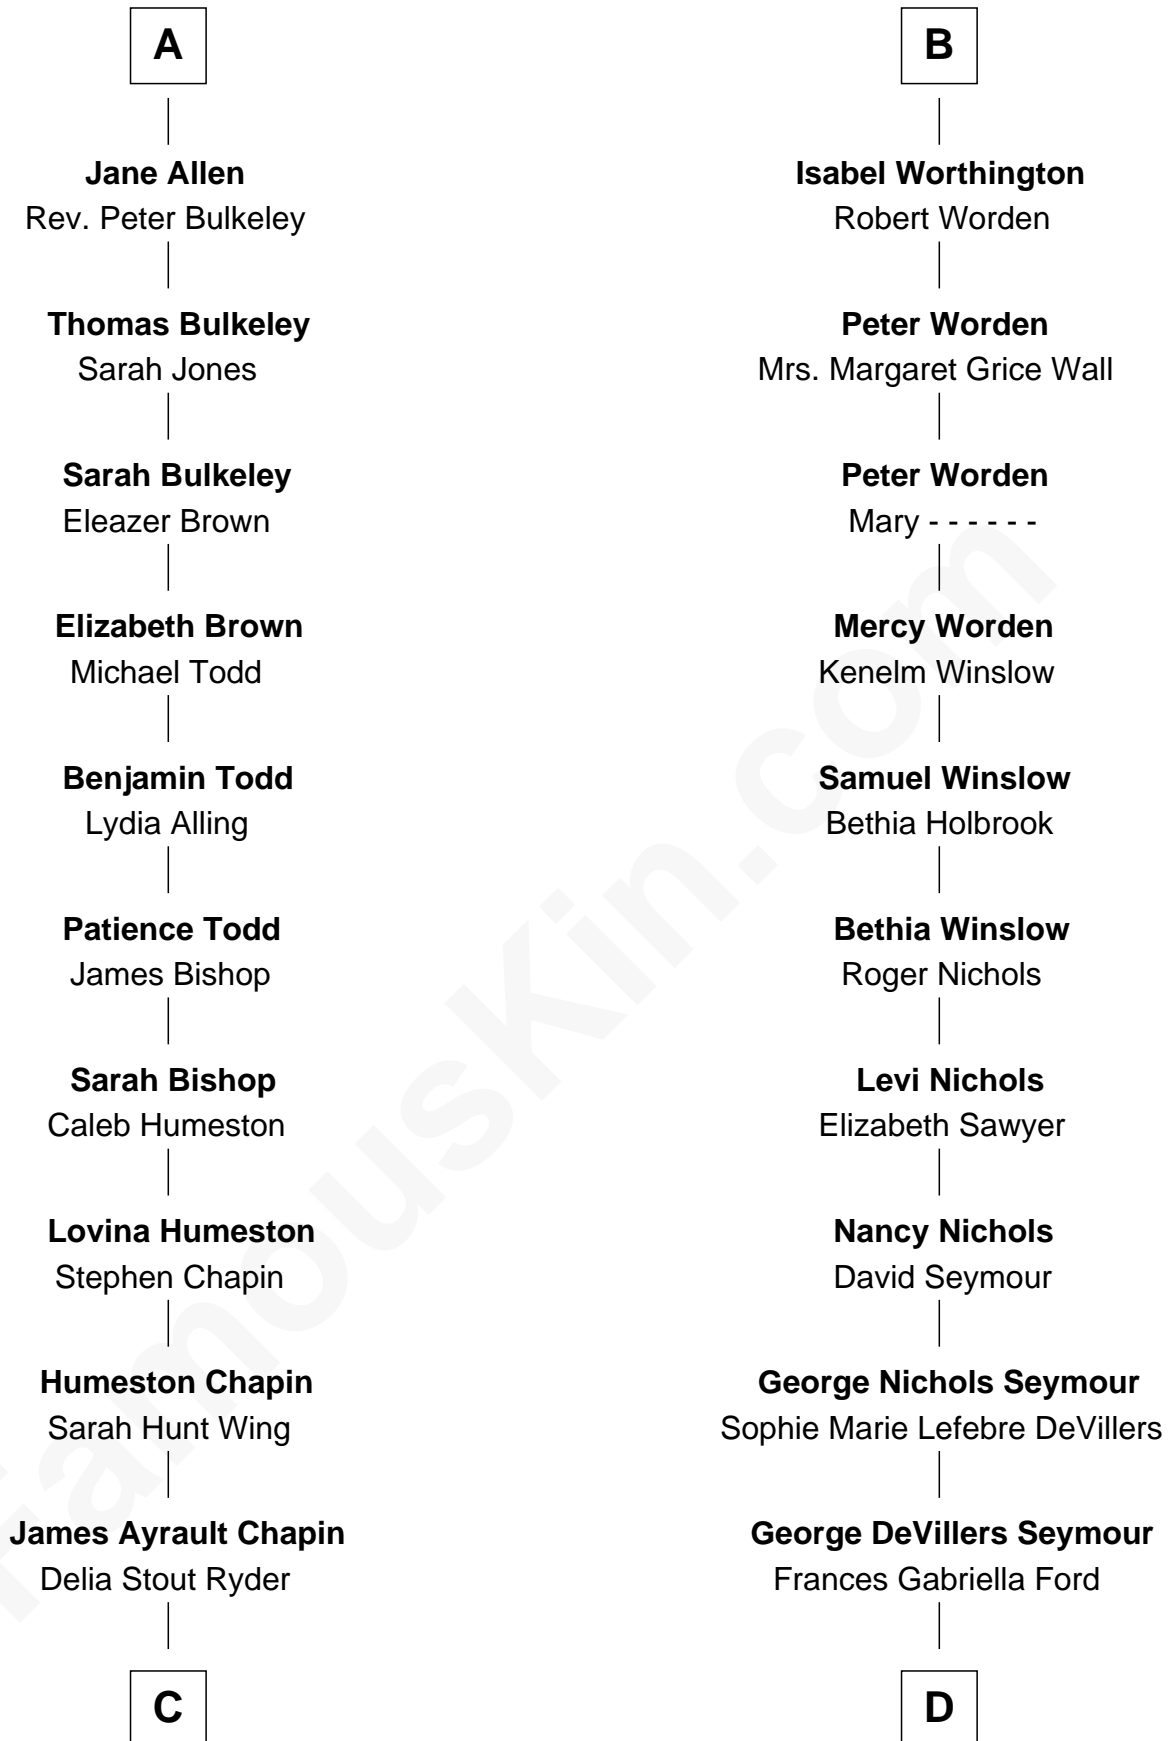 A
Jane Allen
Rev. Peter Bulkeley
Thomas Bulkeley
Sarah Jones
Sarah Bulkeley
Eleazer Brown
Elizabeth Brown
Michael Todd
Benjamin Todd
Lydia Alling
Patience Todd
James Bishop
Sarah Bishop
Caleb Humeston
Lovina Humeston
Stephen Chapin
Humeston Chapin
Sarah Hunt Wing
James Ayrault Chapin
Delia Stout Ryder
C
B
Isabel Worthington
Robert Worden
Peter Worden
Mrs. Margaret Grice Wall
Peter Worden
Mary - - - - - -
Mercy Worden
Kenelm Winslow
Samuel Winslow
Bethia Holbrook
Bethia Winslow
Roger Nichols
Levi Nichols
Elizabeth Sawyer
Nancy Nichols
David Seymour
George Nichols Seymour
Sophie Marie Lefebre DeVillers
George DeVillers Seymour
Frances Gabriella Ford
D
FamousKin.com